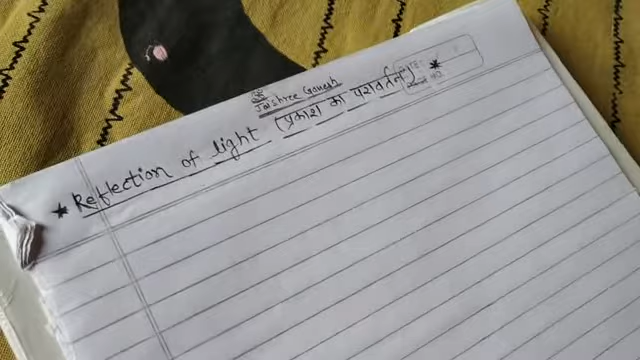 ॐ
Jai Shree Ganesh
★ Reflection of light (प्रकाश का परावर्तन) ★